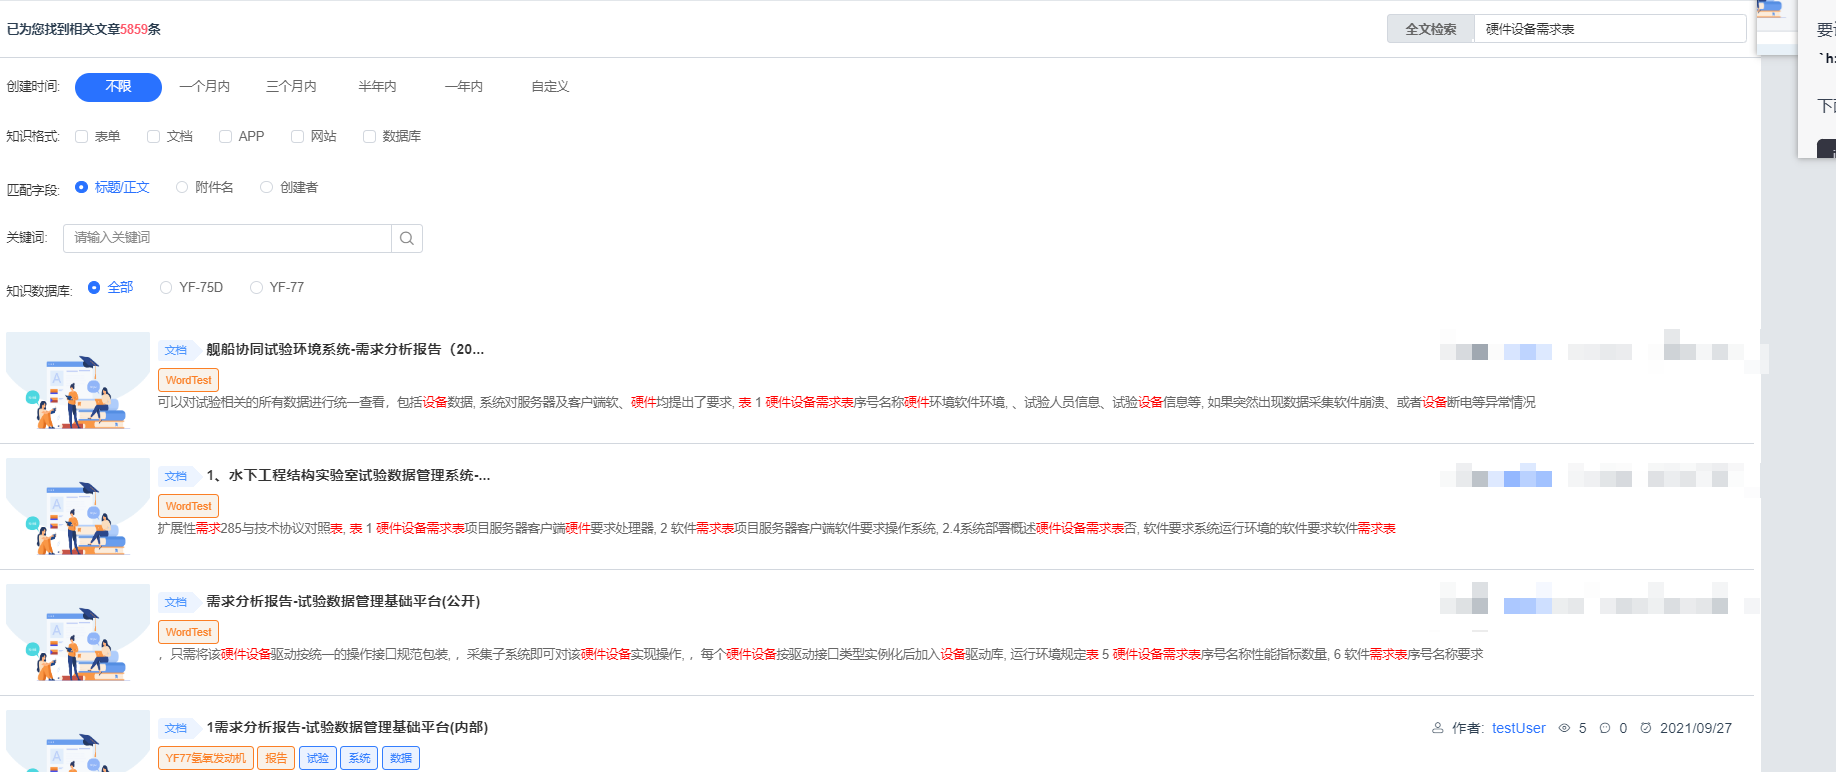 已为您找到相关文章5859条
全文检索 硬件设备需求表
创建时间: 不限 一个月内 三个月内 半年内 一年内 自定义
知识格式: 表单 文档 APP 网站 数据库
匹配字段: 标题/正文 附件名 创建者
关键词: 请输入关键词
知识数据库: 全部 YF-75D YF-77
文档 舰船协同试验环境系统-需求分析报告（20...
WordTest
可以对试验相关的所有数据进行统一查看，包括设备数据, 系统对服务器及客户端软、硬件均提出了要求, 表 1 硬件设备需求表序号名称硬件环境软件环境, 、试验人员信息、试验设备信息等, 如果突然出现数据采集软件崩溃、或者设备断电等异常情况
文档 1、水下工程结构实验室试验数据管理系统-...
WordTest
扩展性需求285与技术协议对照表, 表 1 硬件设备需求表项目服务器客户端硬件要求处理器, 2 软件需求表项目服务器客户端软件要求操作系统, 2.4系统部署概述硬件设备需求表否, 软件要求系统运行环境的软件要求软件需求表
文档 需求分析报告-试验数据管理基础平台(公开)
WordTest
，只需将该硬件设备驱动按统一的操作接口规范包装, ，采集子系统即可对该硬件设备实现操作, ，每个硬件设备按驱动接口类型实例化后加入设备驱动库, 运行环境规定表 5 硬件设备需求表序号名称性能指标数量, 6 软件需求表序号名称要求
文档 1需求分析报告-试验数据管理基础平台(内部)
作者: testUser 5 0 2021/09/27
YF77氢氧发动机 报告 试验 系统 数据